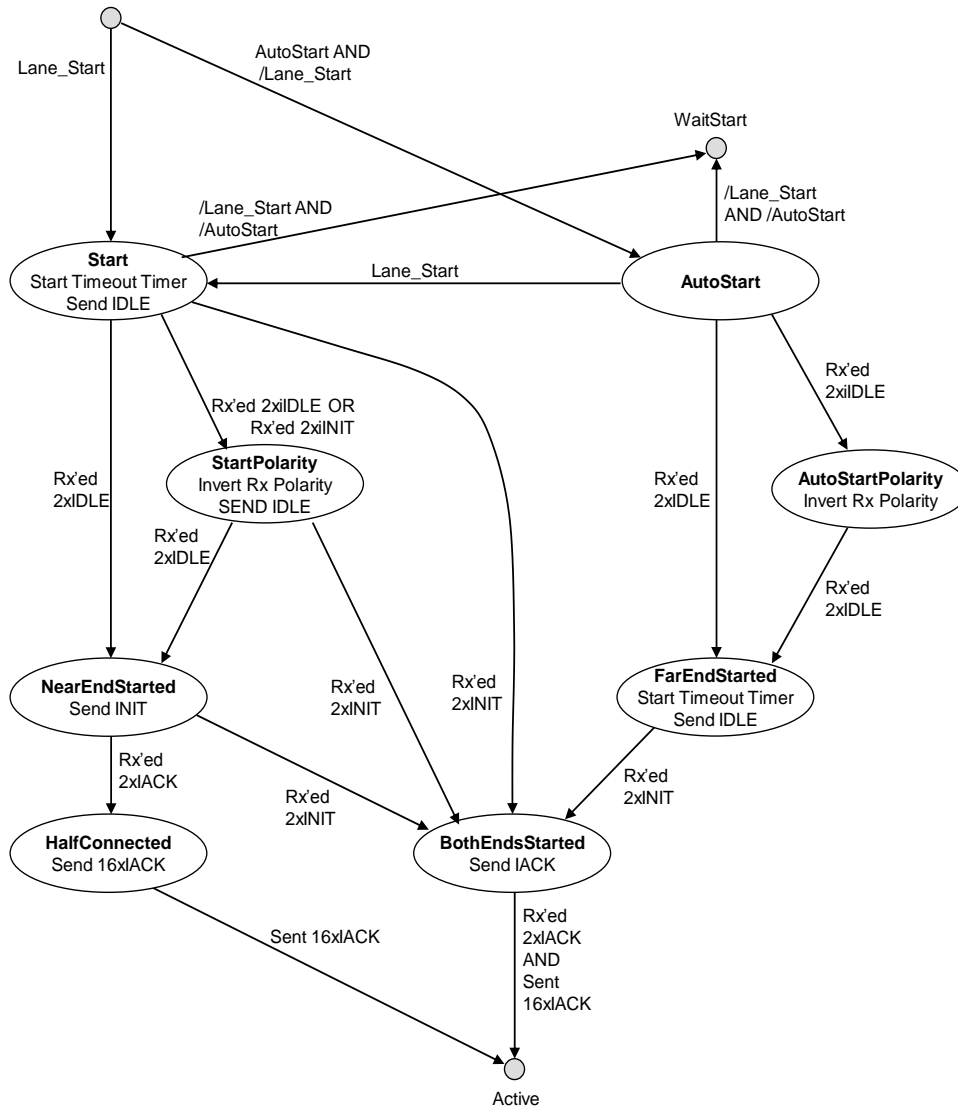 Lane_Start
AutoStart AND
/Lane_Start
WaitStart
/Lane_Start AND
/AutoStart
/Lane_Start
AND /AutoStart
Start
Start Timeout Timer
Send IDLE
Lane_Start
AutoStart
Rx'ed 2xiIDLE OR
Rx'ed 2xiINIT
Rx'ed
2xiIDLE
Rx'ed
2xIDLE
StartPolarity
Invert Rx Polarity
SEND IDLE
Rx'ed
2xIDLE
AutoStartPolarity
Invert Rx Polarity
Rx'ed
2xIDLE
Rx'ed
2xIDLE
NearEndStarted
Send INIT
Rx'ed
2xINIT
Rx'ed
2xINIT
FarEndStarted
Start Timeout Timer
Send IDLE
Rx'ed
2xIACK
Rx'ed
2xINIT
Rx'ed
2xINIT
HalfConnected
Send 16xIACK
BothEndsStarted
Send IACK
Sent 16xIACK
Rx'ed
2xIACK
AND
Sent
16xIACK
Active